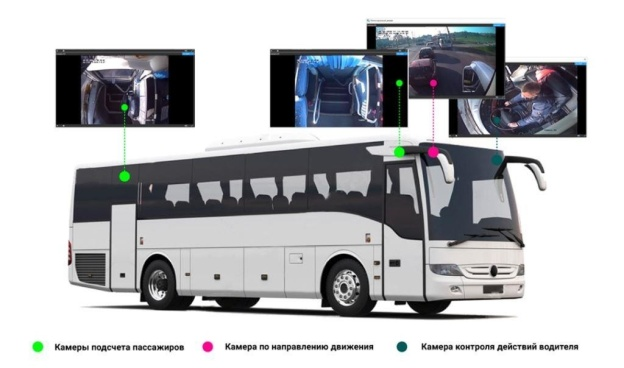 Камеры подсчета пассажиров
Камера по направлению движения
Камера контроля действий водителя